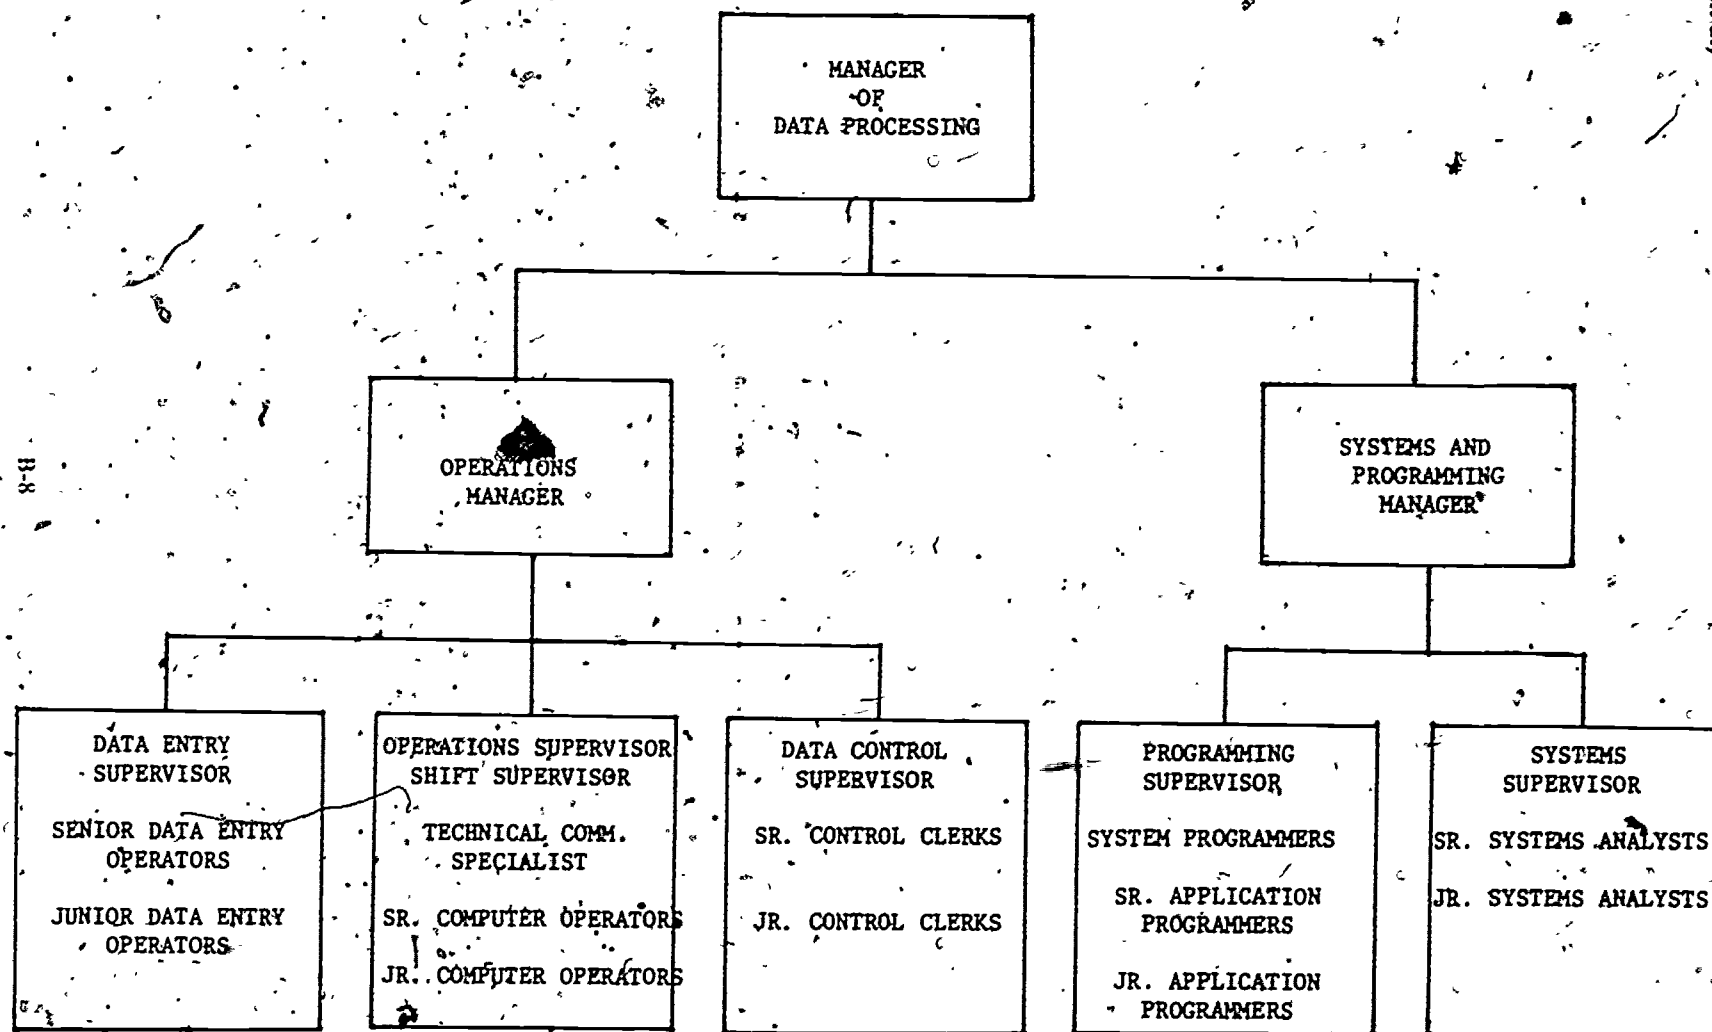 MANAGER
OF
DATA PROCESSING
OPERATIONS
MANAGER
SYSTEMS AND
PROGRAMMING
MANAGER
B-8
DATA ENTRY
SUPERVISOR
SENIOR DATA ENTRY
OPERATORS
JUNIOR DATA ENTRY
OPERATORS
OPERATIONS SUPERVISOR
SHIFT SUPERVISOR
TECHNICAL COMM.
SPECIALIST
SR. COMPUTER OPERATORS
JR. COMPUTER OPERATORS
DATA CONTROL
SUPERVISOR
SR. CONTROL CLERKS
JR. CONTROL CLERKS
PROGRAMMING
SUPERVISOR
SYSTEM PROGRAMMERS
SR. APPLICATION
PROGRAMMERS
JR. APPLICATION
PROGRAMMERS
SYSTEMS
SUPERVISOR
SR. SYSTEMS ANALYSTS
JR. SYSTEMS ANALYSTS